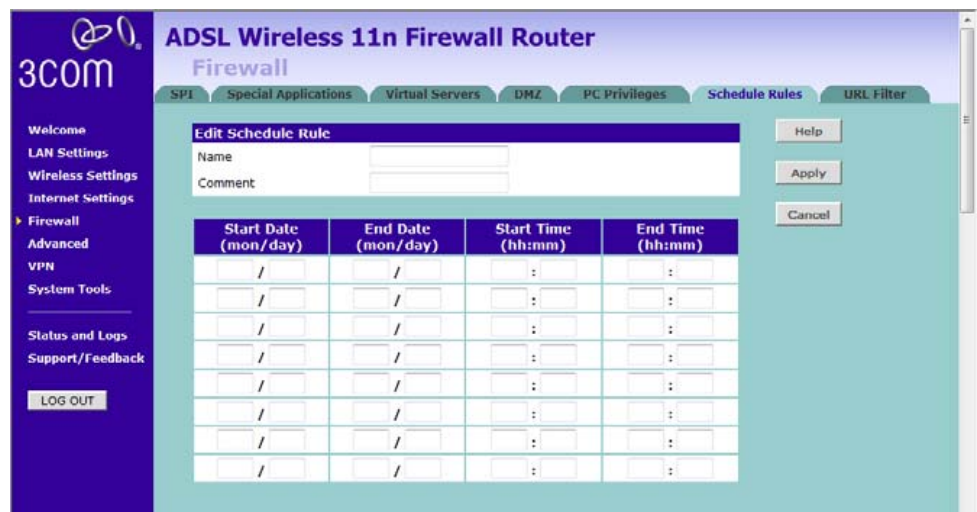 3COM
ADSL Wireless 11n Firewall Router
Firewall
SPI Special Applications Virtual Servers DMZ PC Privileges Schedule Rules URL Filter
Welcome
LAN Settings
Wireless Settings
Internet Settings
Firewall
Advanced
VPN
System Tools
Status and Logs
Support/Feedback
LOG OUT
Edit Schedule Rule
Name
Comment
Help
Apply
Cancel
Start Date (mon/day) End Date (mon/day) Start Time (hh:mm) End Time (hh:mm)
/ / : :
/ / : :
/ / : :
/ / : :
/ / : :
/ / : :
/ / : :
/ / : :